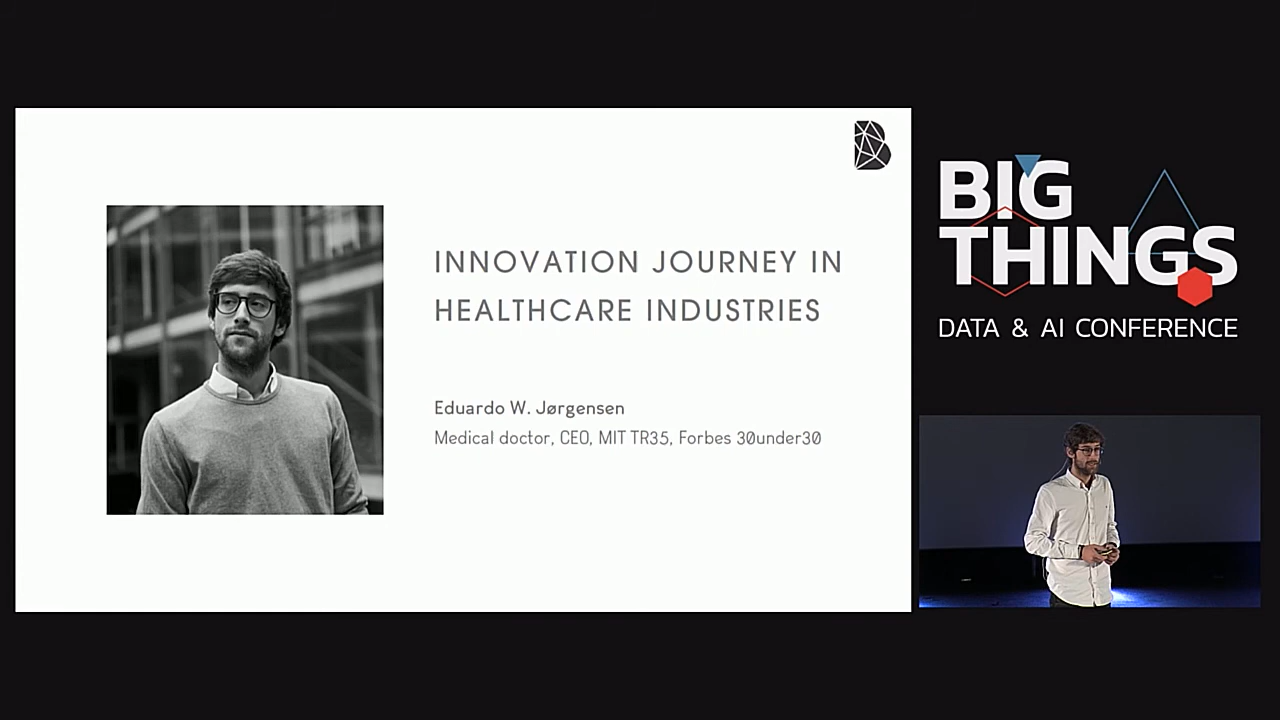 INNOVATION JOURNEY IN
HEALTHCARE INDUSTRIES
Eduardo W. Jørgensen
Medical doctor, CEO, MIT TR35, Forbes 30under30
B
BIG
THINGS
DATA & AI CONFERENCE